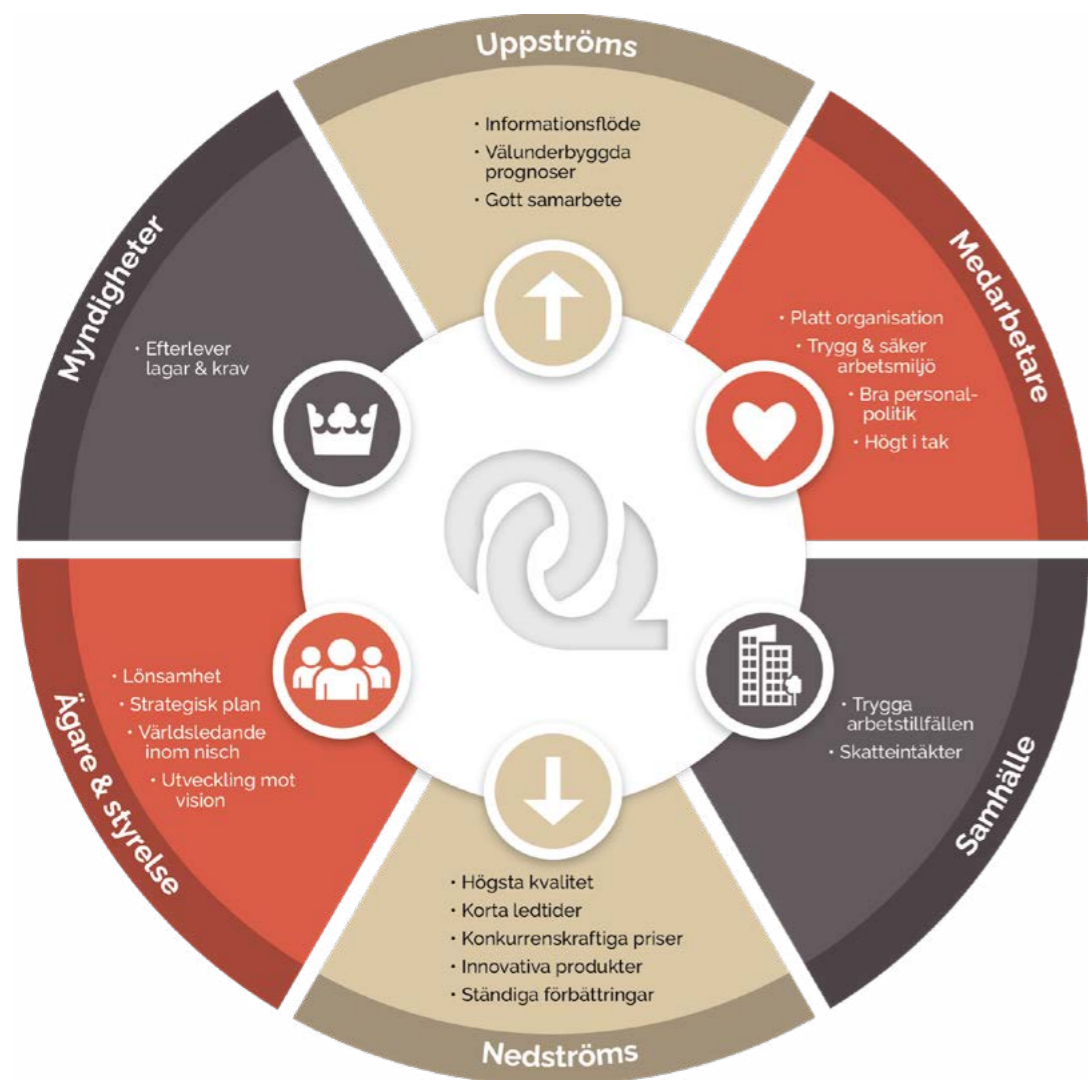 Uppströms
• Informationsflöde
• Välunderbyggda
prognoser
• Gott samarbete
Medarbetare
• Platt organisation
• Trygg & säker
arbetsmiljö
• Bra personal-
politik
• Högt i tak
Samhälle
• Trygga
arbetstillfällen
• Skatteintäkter
Nedströms
• Högsta kvalitet
• Korta ledtider
• Konkurrenskraftiga priser
• Innovativa produkter
• Ständiga förbättringar
Ägare & styrelse
• Lönsamhet
• Strategisk plan
• Världsledande
inom nisch
• Utveckling mot
vision
Myndigheter
• Efterlever
lagar & krav